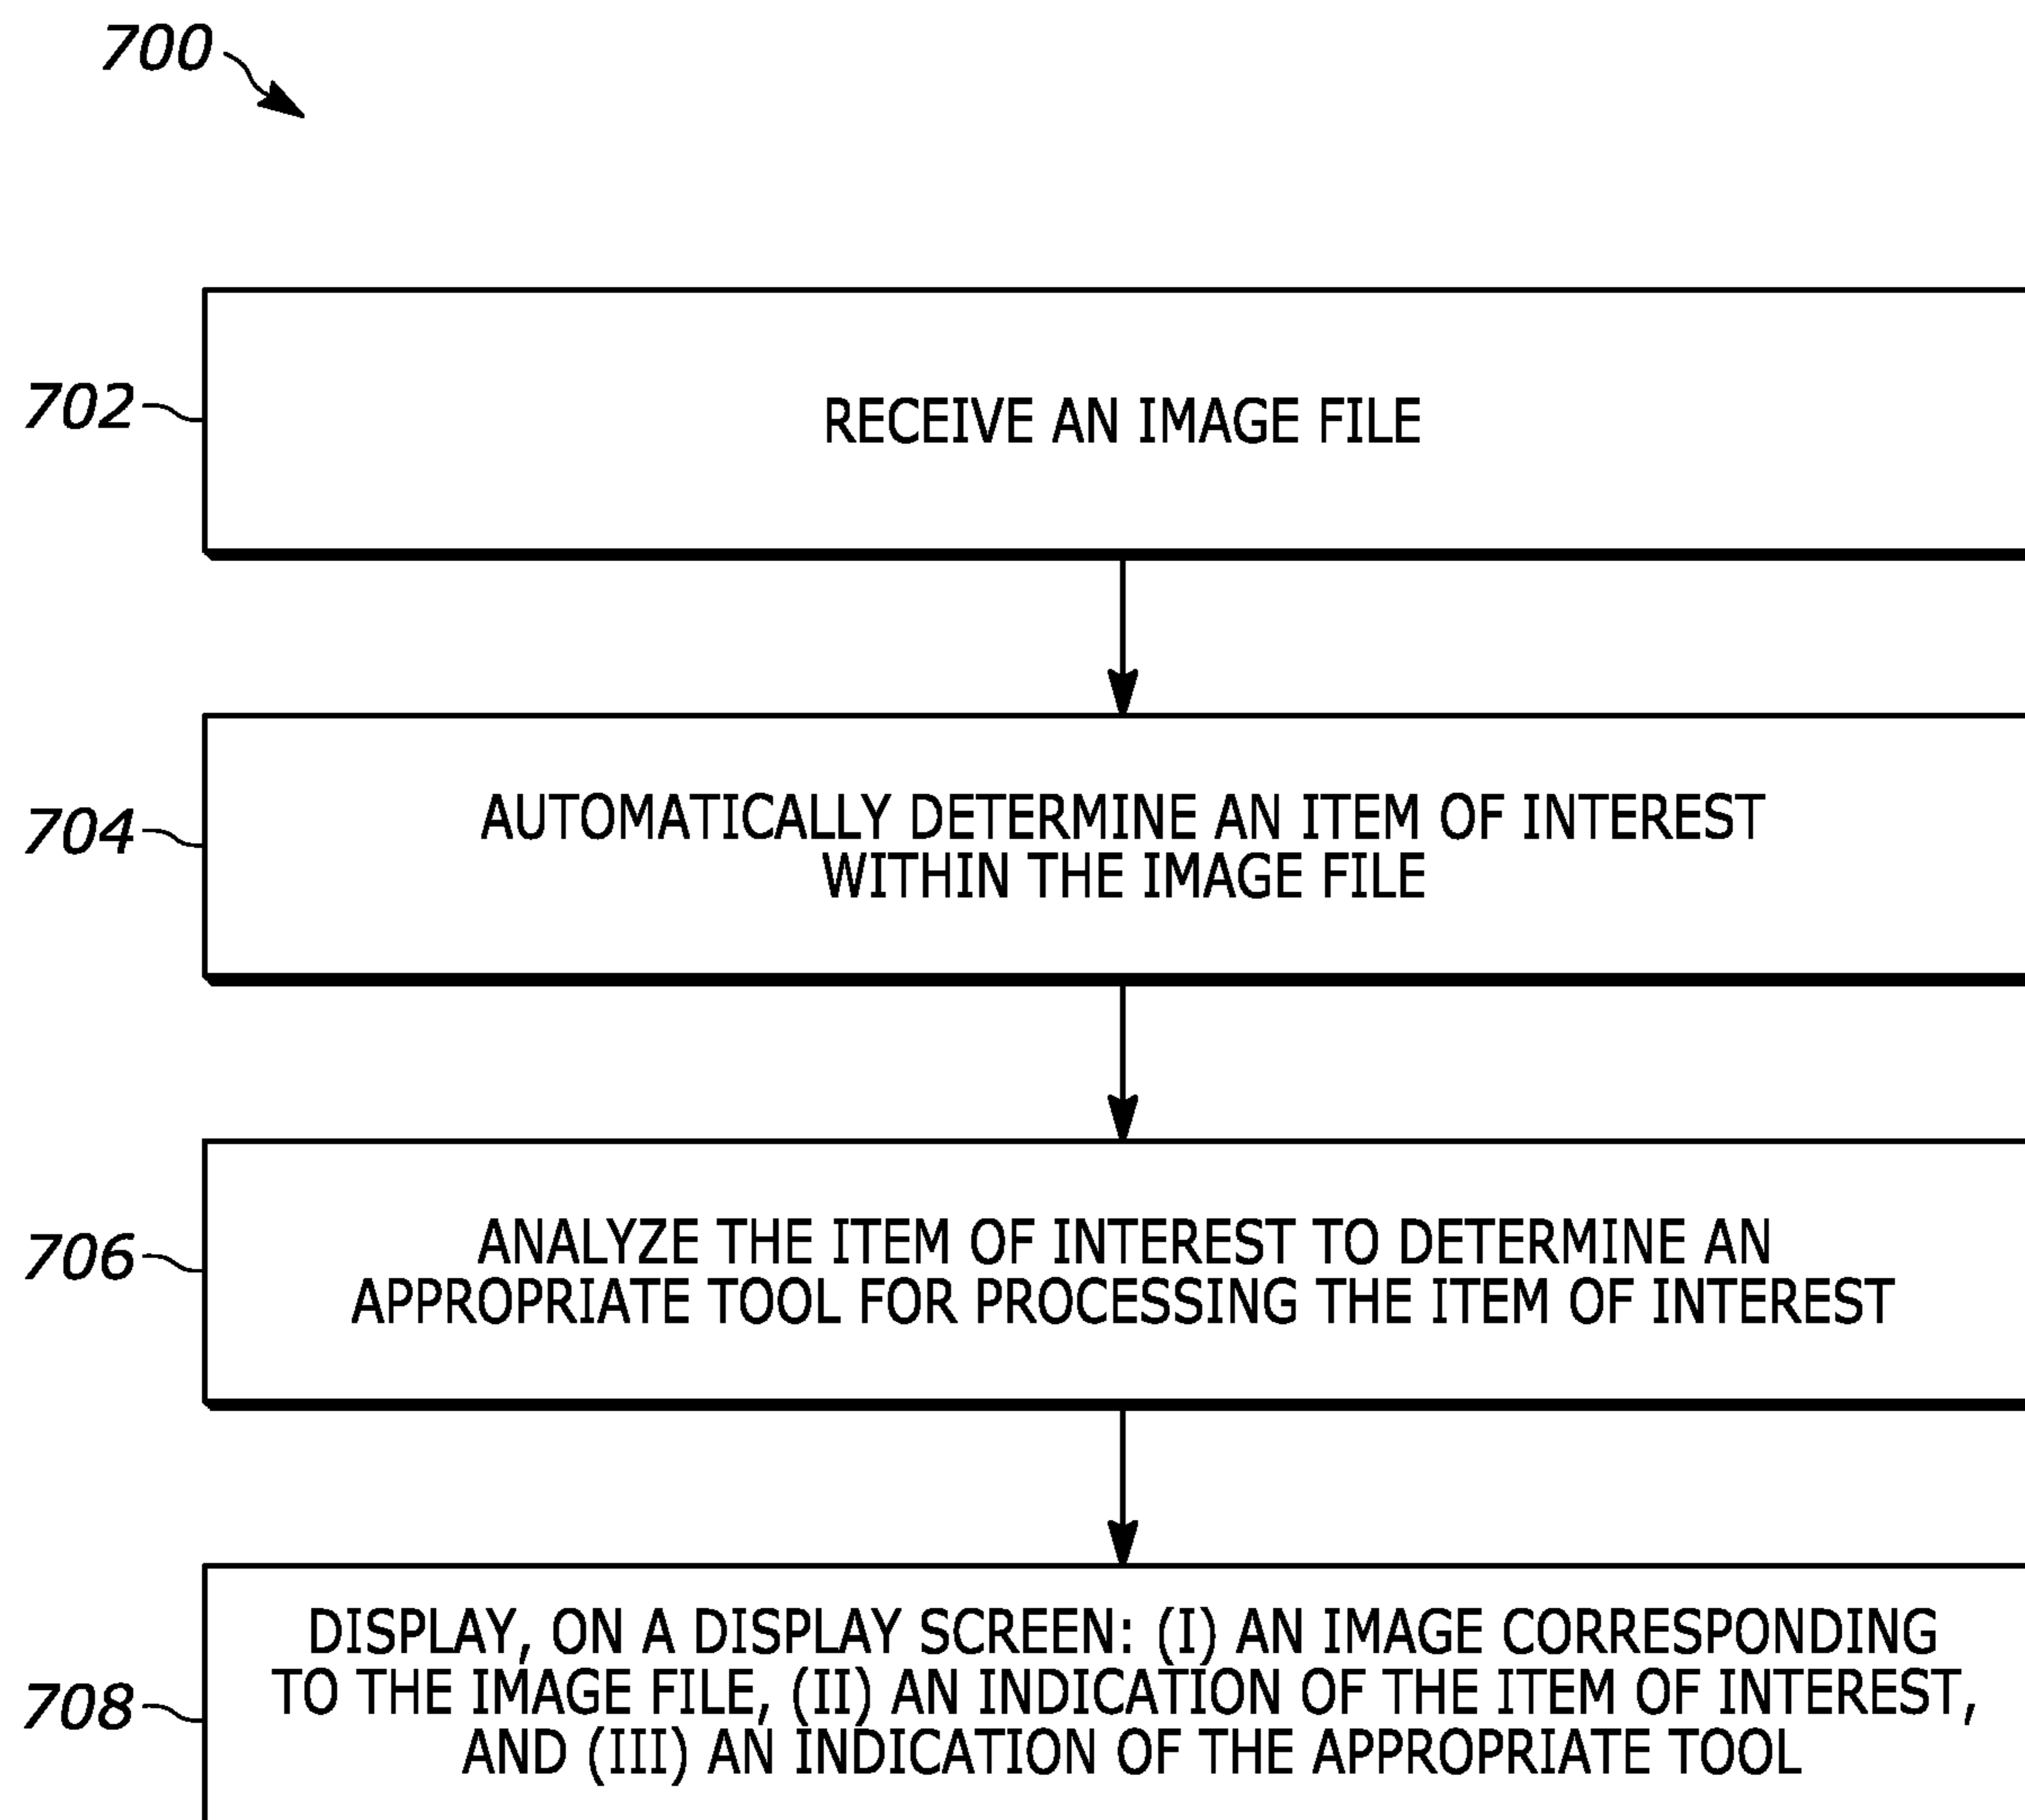 700
702
RECEIVE AN IMAGE FILE
704
AUTOMATICALLY DETERMINE AN ITEM OF INTEREST
WITHIN THE IMAGE FILE
706
ANALYZE THE ITEM OF INTEREST TO DETERMINE AN
APPROPRIATE TOOL FOR PROCESSING THE ITEM OF INTEREST
708
DISPLAY, ON A DISPLAY SCREEN: (I) AN IMAGE CORRESPONDING
TO THE IMAGE FILE, (II) AN INDICATION OF THE ITEM OF INTEREST,
AND (III) AN INDICATION OF THE APPROPRIATE TOOL